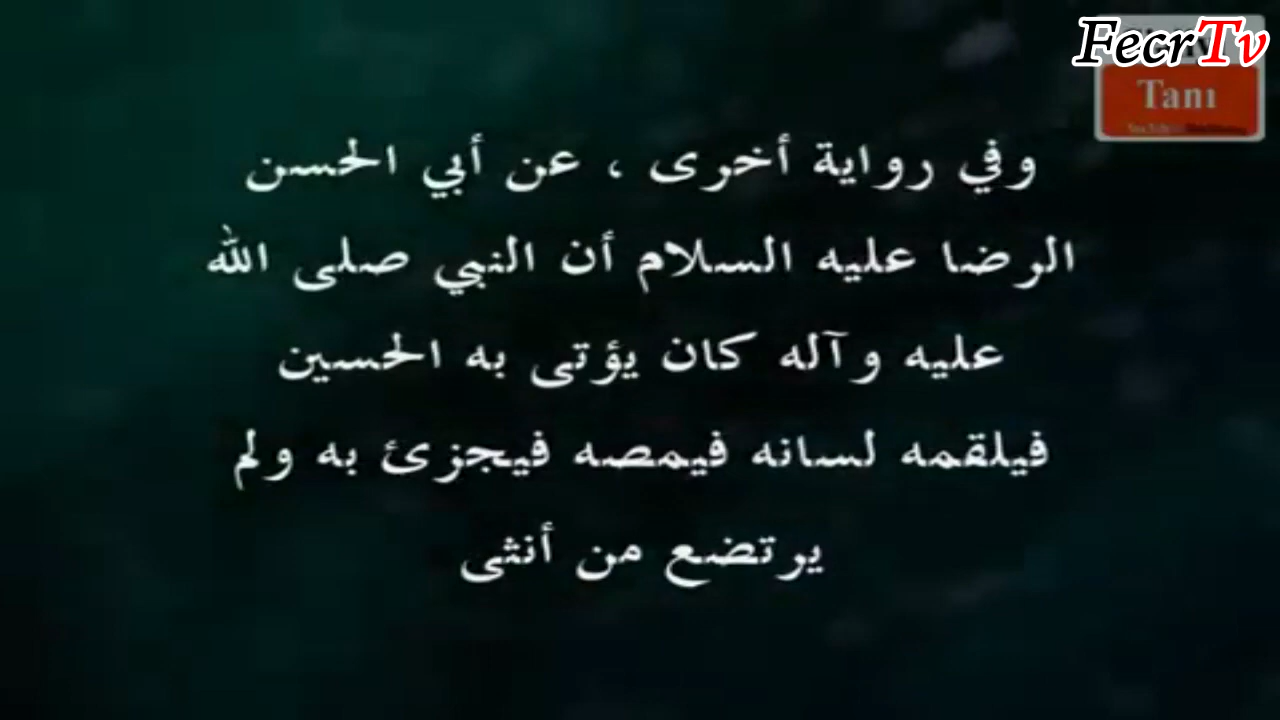 FecrTv
Tanı
وفي رواية أخرى ، عن أبي الحسن
الرضا عليه السلام أن النبي صلى الله
عليه وآله كان يؤتى به الحسين
فيلقمه لسانه فيمصه فيجزئ به ولم
يرتضع من أنثى